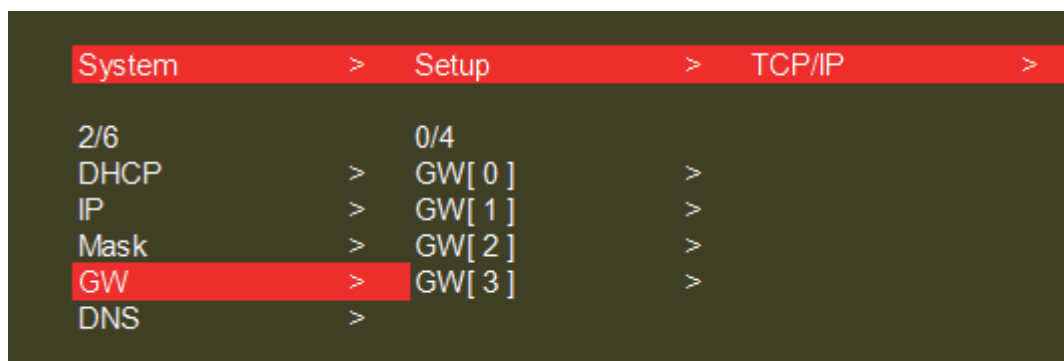 System > Setup > TCP/IP >
2/6 0/4
DHCP > GW[ 0 ] >
IP > GW[ 1 ] >
Mask > GW[ 2 ] >
GW > GW[ 3 ] >
DNS >